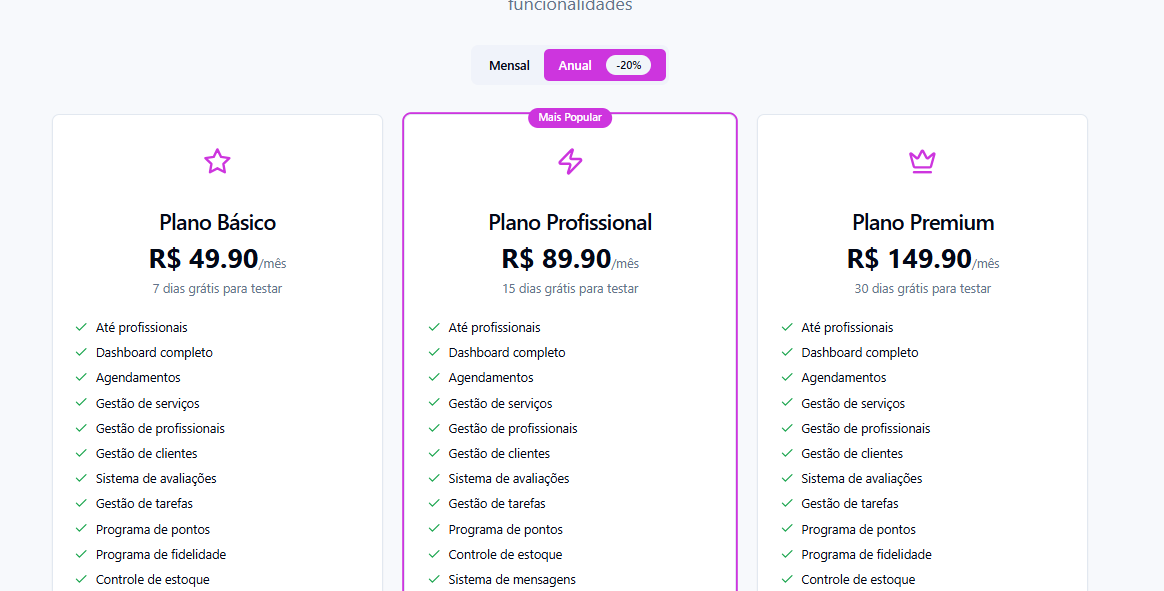 funcionalidades
Mensal
Anual -20%
Plano Básico
R$ 49.90/mês
7 dias grátis para testar
Até profissionais
Dashboard completo
Agendamentos
Gestão de serviços
Gestão de profissionais
Gestão de clientes
Sistema de avaliações
Gestão de tarefas
Programa de pontos
Programa de fidelidade
Controle de estoque
Mais Popular
Plano Profissional
R$ 89.90/mês
15 dias grátis para testar
Até profissionais
Dashboard completo
Agendamentos
Gestão de serviços
Gestão de profissionais
Gestão de clientes
Sistema de avaliações
Gestão de tarefas
Programa de pontos
Controle de estoque
Sistema de mensagens
Plano Premium
R$ 149.90/mês
30 dias grátis para testar
Até profissionais
Dashboard completo
Agendamentos
Gestão de serviços
Gestão de profissionais
Gestão de clientes
Sistema de avaliações
Gestão de tarefas
Programa de pontos
Programa de fidelidade
Controle de estoque